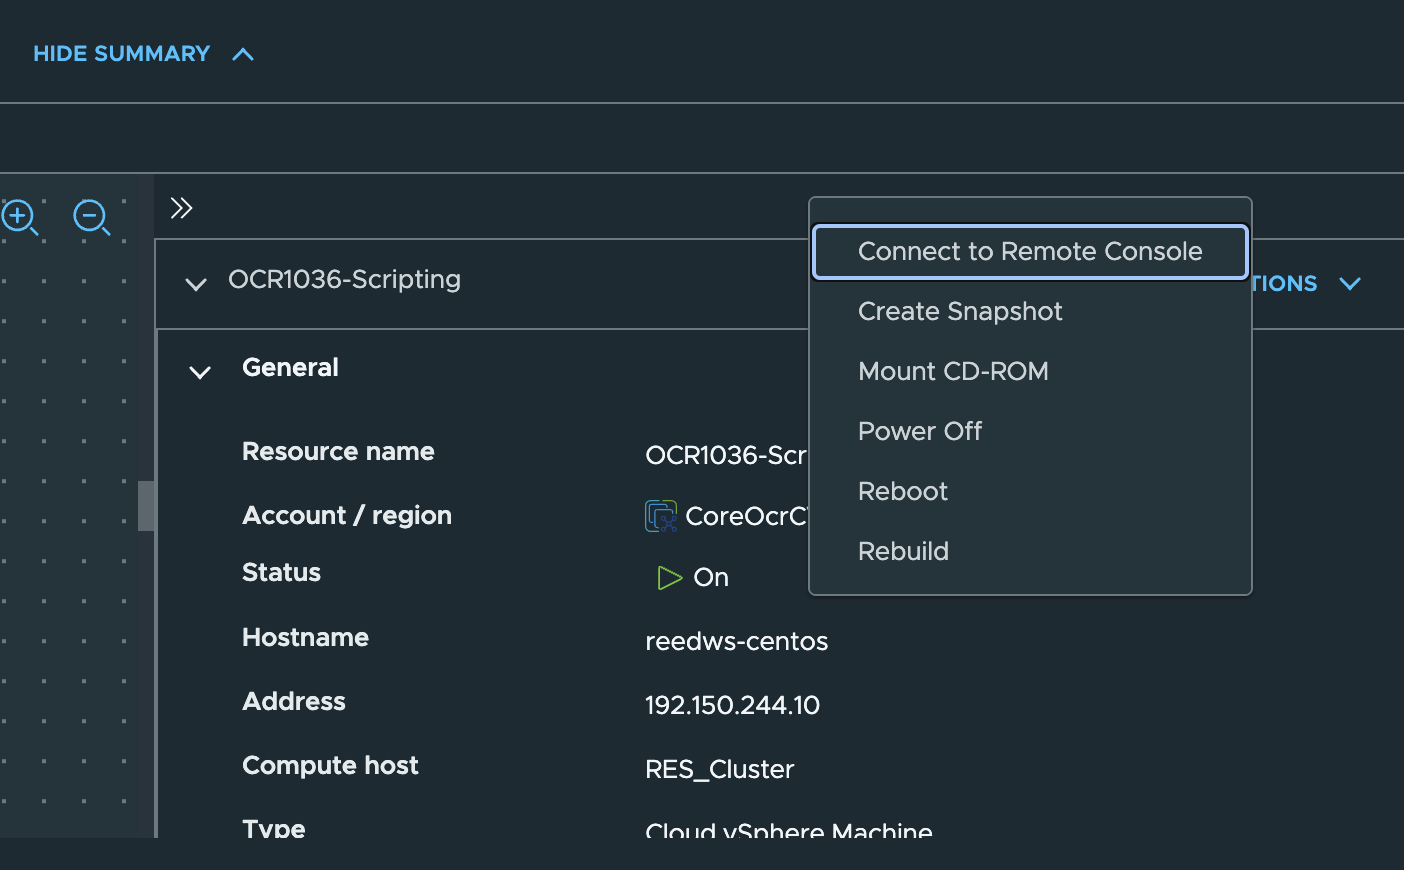 HIDE SUMMARY
OCR1036-Scripting
TIONS
Connect to Remote Console
Create Snapshot
Mount CD-ROM
Power Off
Reboot
Rebuild
General
Resource name OCR1036-Scr
Account / region CoreOcrC
Status On
Hostname reedws-centos
Address 192.150.244.10
Compute host RES_Cluster
Type Cloud vSphere Machine